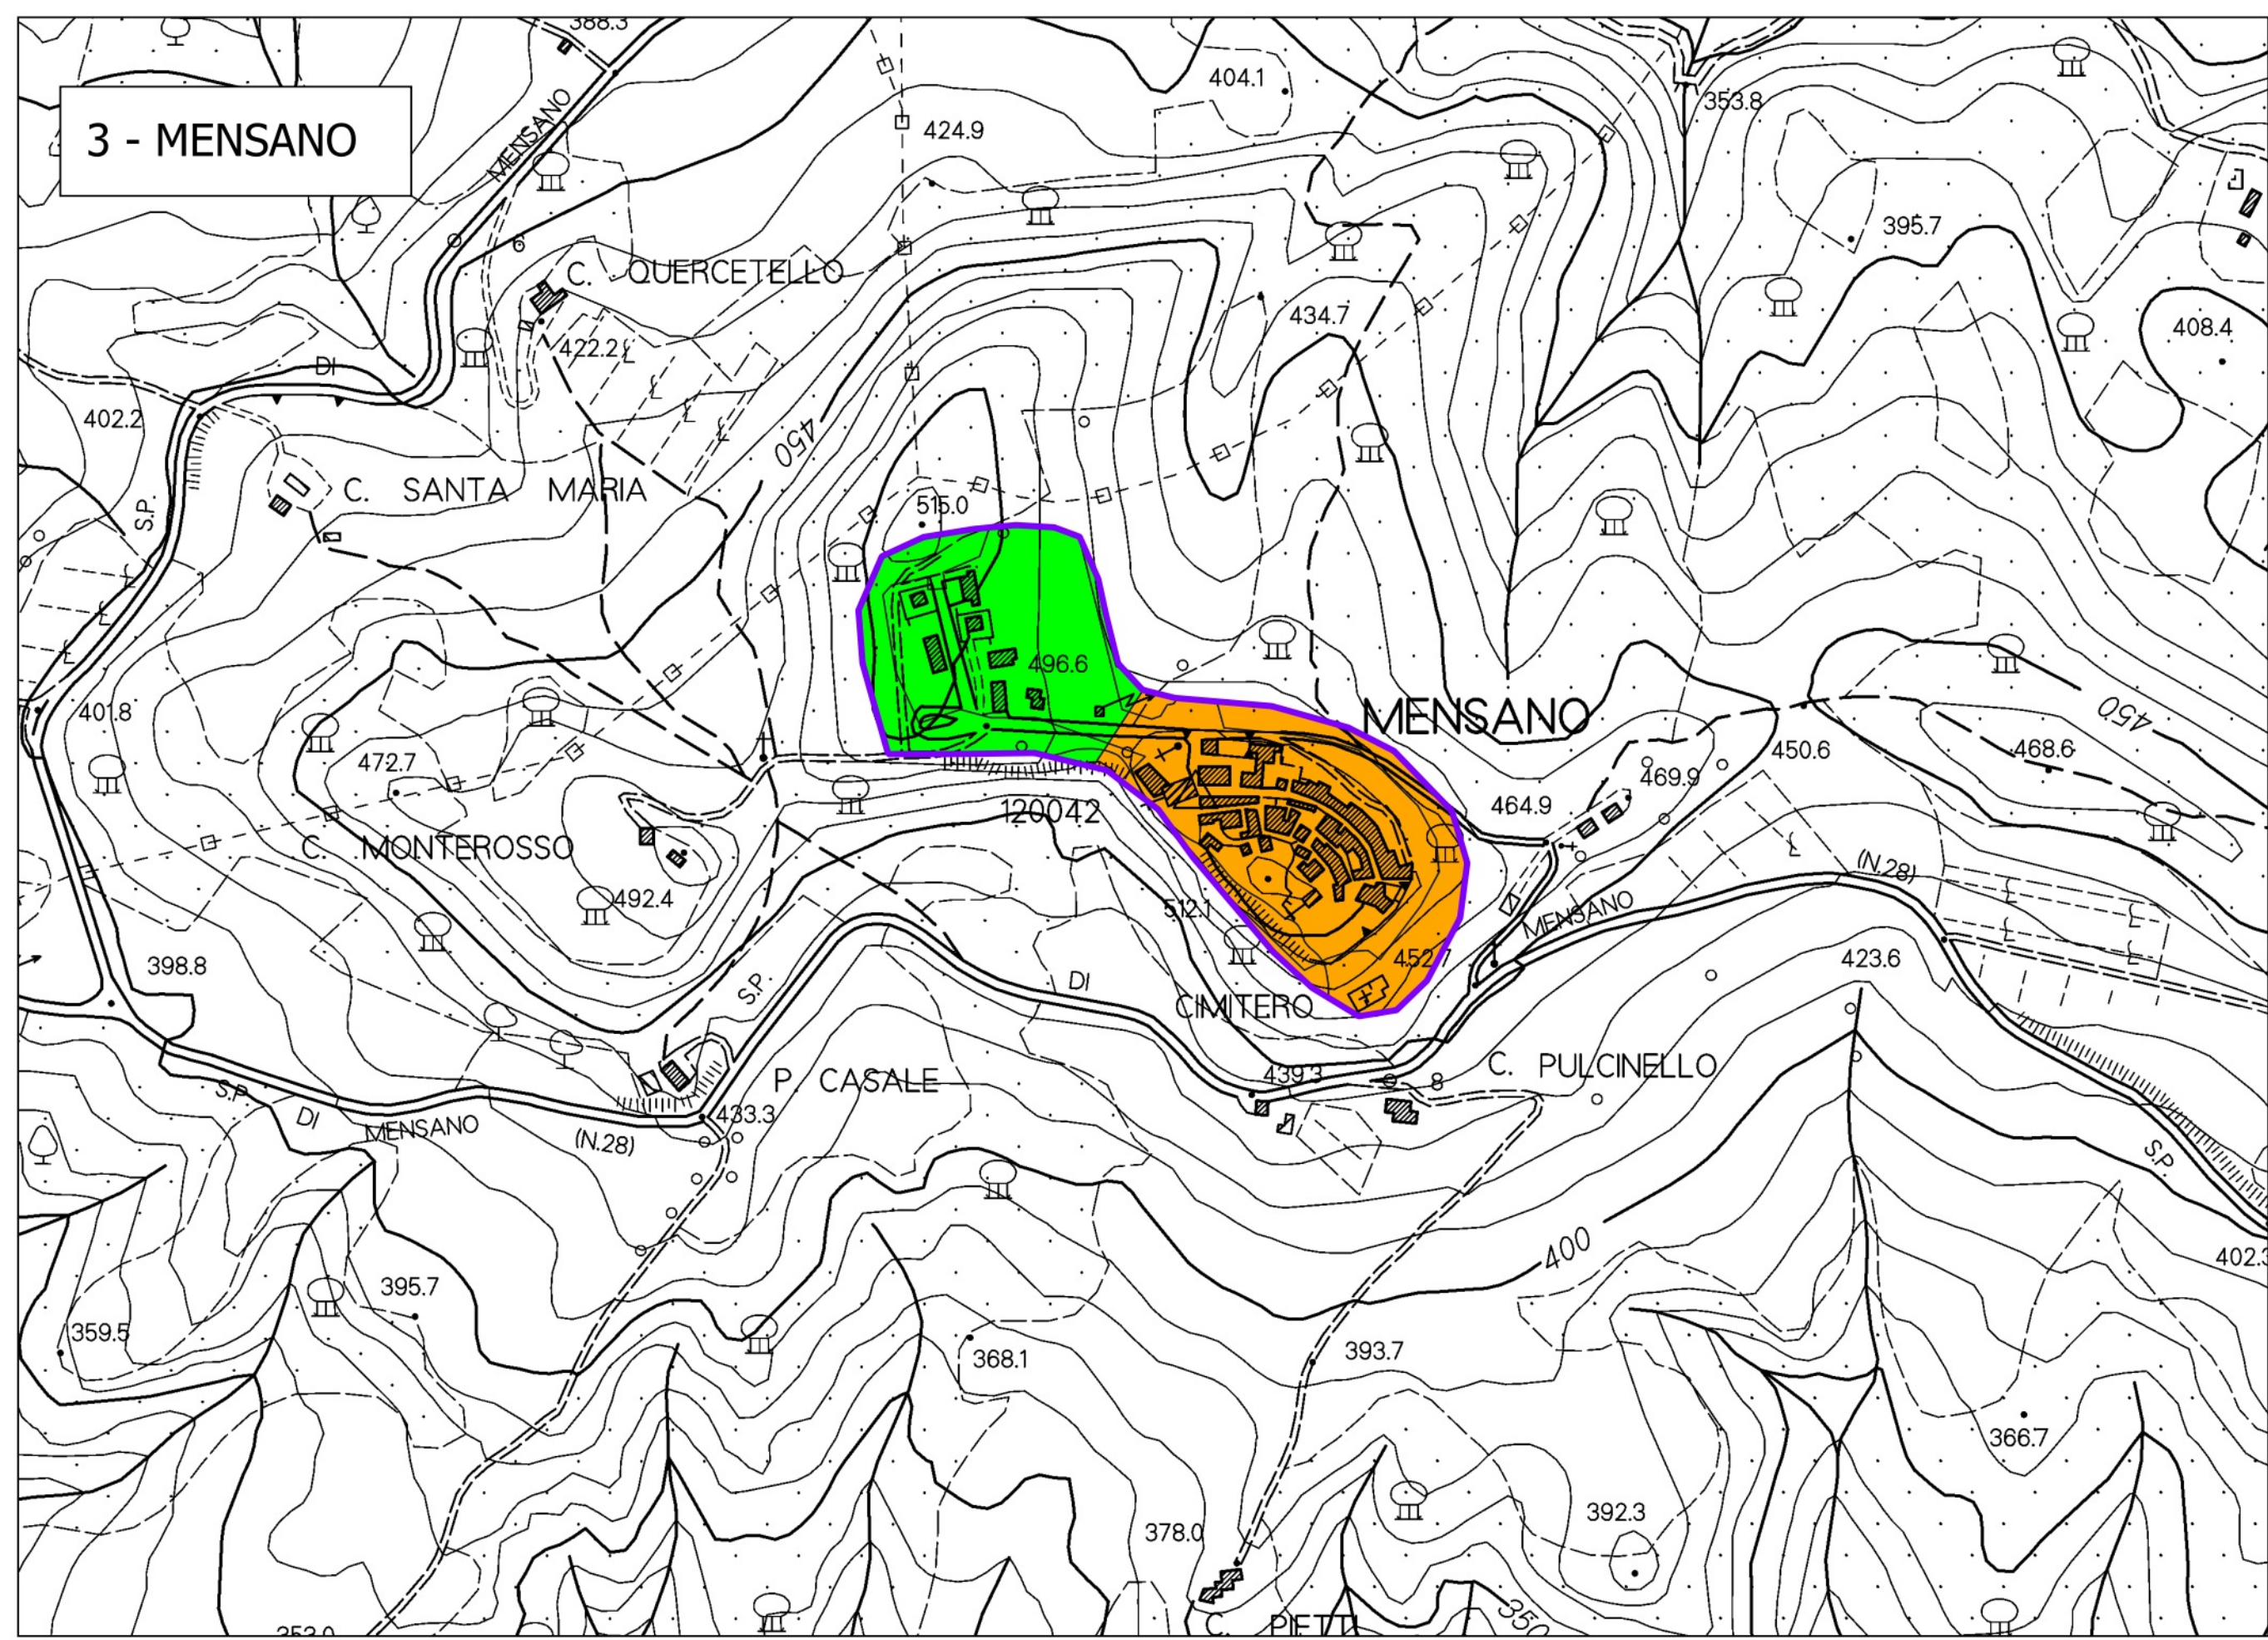 388.3
404.1
353.8
3 - MENSANO
MENSANO
424.9
395.7
6
C. QUERCETELLO
434.7
408.4
422.2
DI
402.2
450
C. SANTA MARIA
S.P.
515.0
496.6
MENSANO
401.8
450
472.7
450.6
468.6
469.9
464.9
120042
C. MONTEROSSO
(N.28)
492.4
512.1
MENSANO
398.8
452.7
423.6
S.P.
DI
CIMITERO
C. PULCINELLO
439.3
8
P. CASALE
S.P.
DI
MENSANO
(N.28)
433.3
S.P.
400
402.3
395.7
359.5
368.1
393.7
366.7
392.3
378.0
350
C. PIETTI
353.0